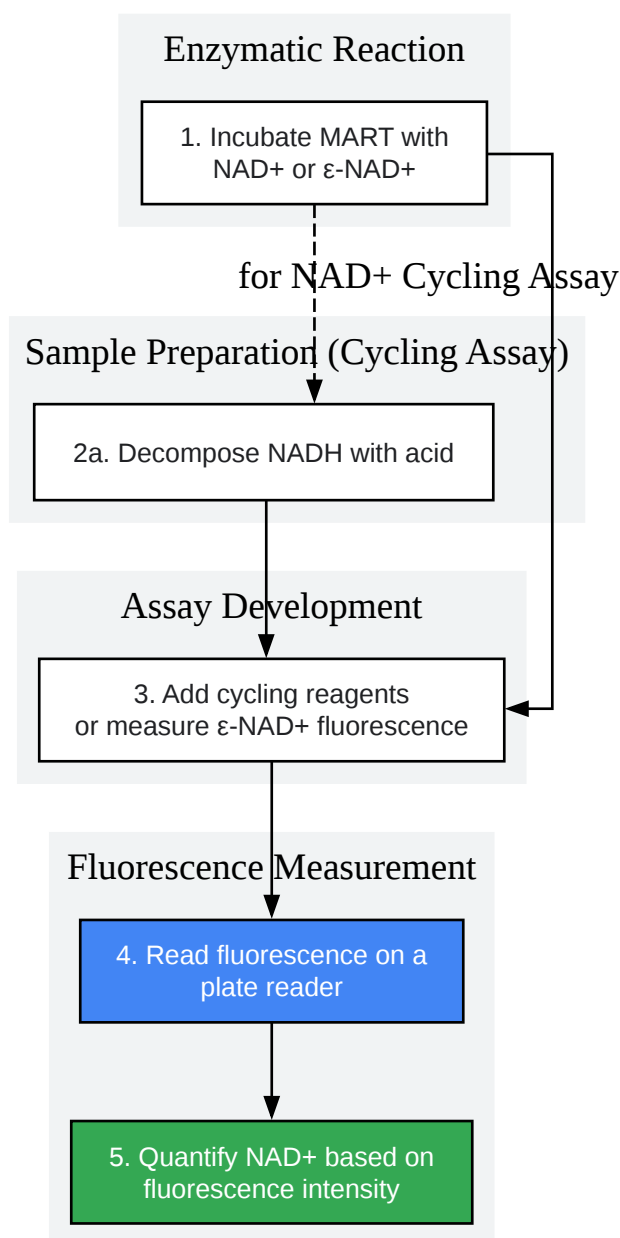 Enzymatic Reaction
1. Incubate MART with
NAD+ or ε-NAD+
for NAD+ Cycling Assay
Sample Preparation (Cycling Assay)
2a. Decompose NADH with acid
Assay Development
3. Add cycling reagents
or measure ε-NAD+ fluorescence
Fluorescence Measurement
4. Read fluorescence on a
plate reader
5. Quantify NAD+ based on
fluorescence intensity